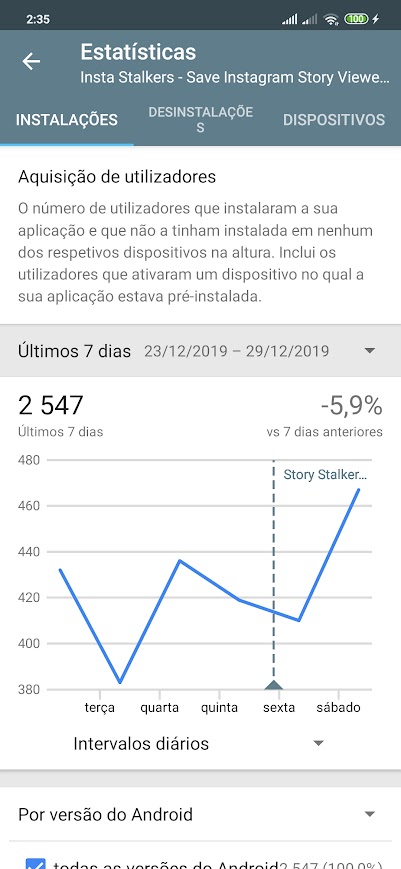 2:35
100
Estatísticas
Insta Stalkers - Save Instagram Story Viewe...
INSTALAÇÕES
DESINSTALAÇÕE
S
DISPOSITIVOS
Aquisição de utilizadores
O número de utilizadores que instalaram a sua
aplicação e que não a tinham instalada em nenhum
dos respetivos dispositivos na altura. Inclui os
utilizadores que ativaram um dispositivo no qual a
sua aplicação estava pré-instalada.
Últimos 7 dias 23/12/2019 – 29/12/2019
2 547 -5,9%
Últimos 7 dias vs 7 dias anteriores
480
Story Stalker...
460
440
420
400
380
terça quarta quinta sexta sábado
Intervalos diários
Por versão do Android
todas as versões do Android 2 547 (100,0%)